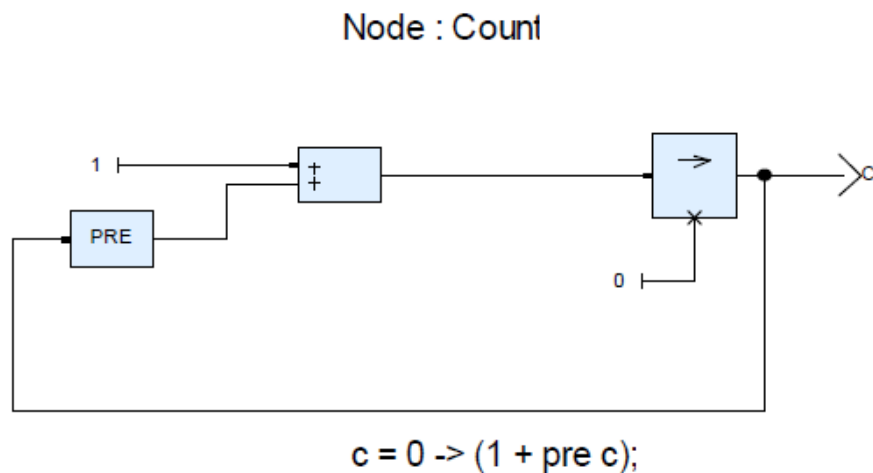 Node : Count
1
+
+
PRE
0
C
c = 0 -> (1 + pre c);